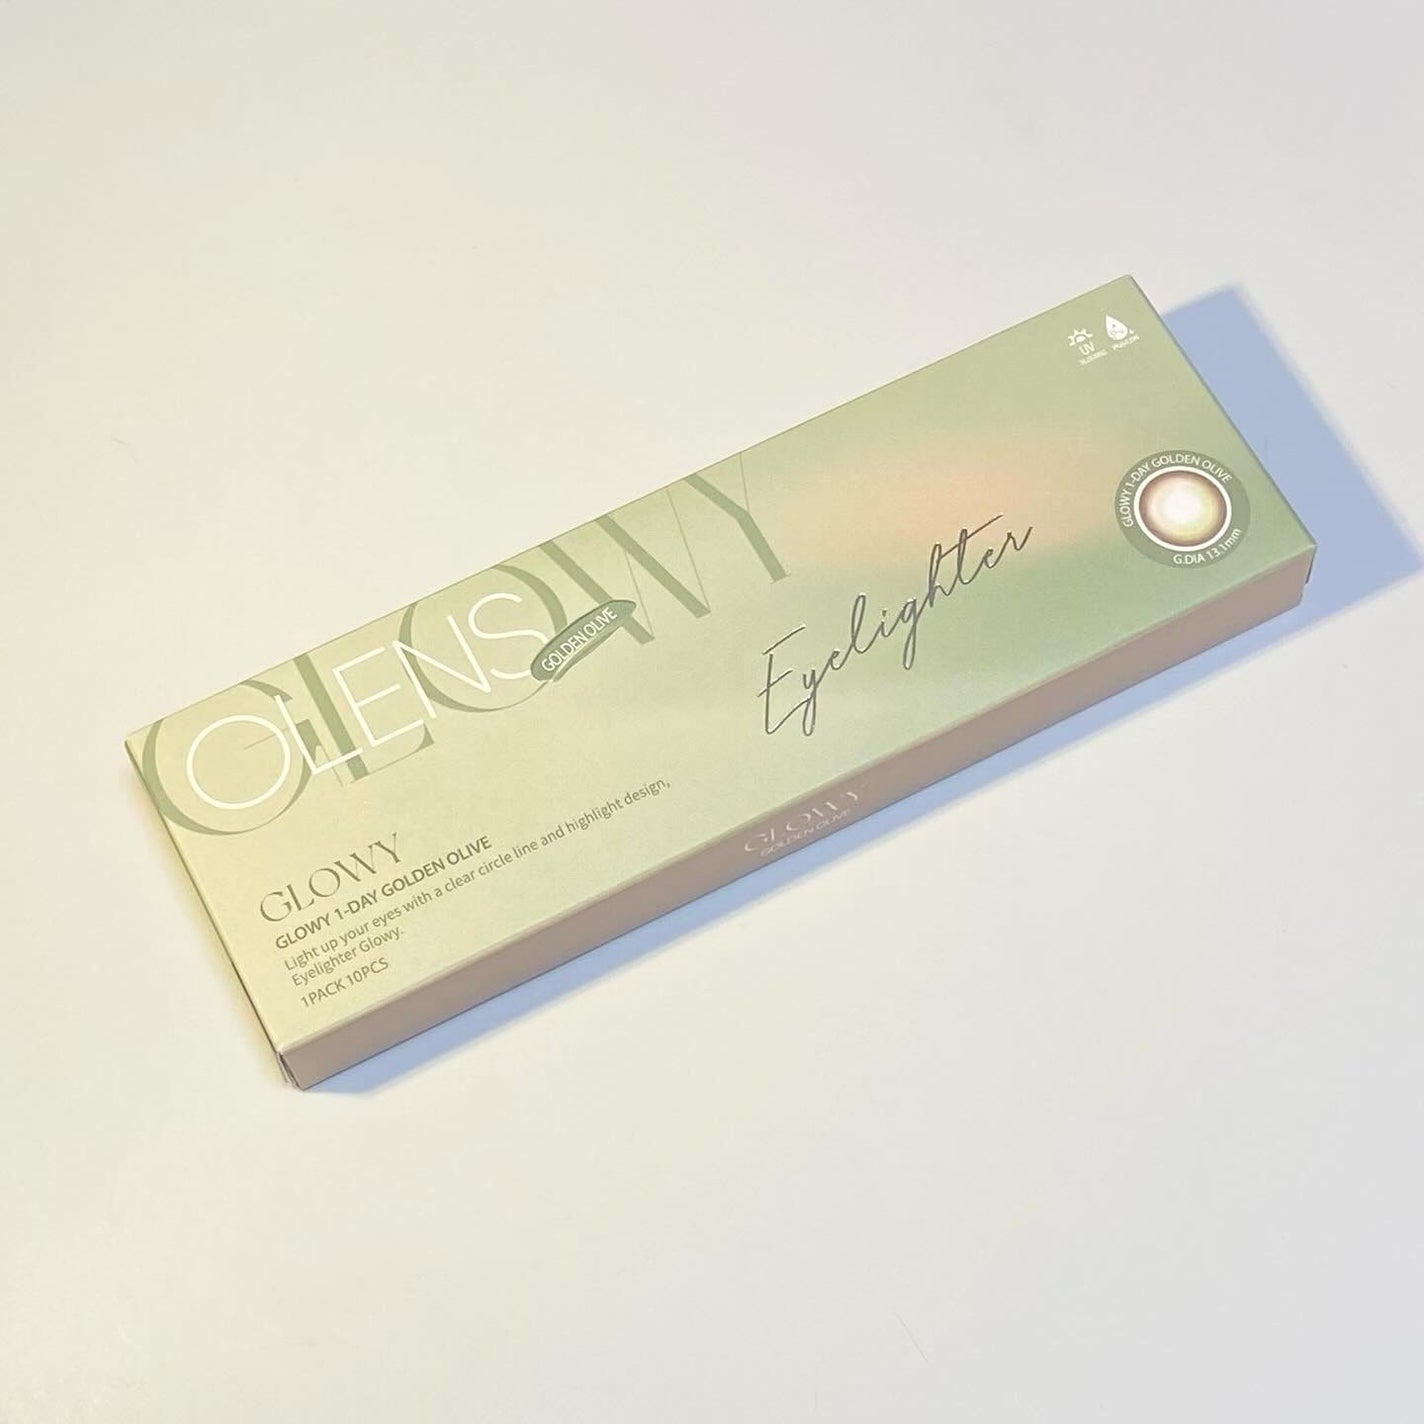 GLOWY
OLENS
GOLDEN OLIVE
GLOWY
GLOWY 1-DAY GOLDEN OLIVE
Light up your eyes with a clear circle line and highlight design,
Eyelighter Glowy.
1PACK 10PCS
Eyelighter
UV
GLOWY 1-DAY GOLDEN OLIVE
G.DIA 13.1mm
GLOWY
GOLDEN OLIVE